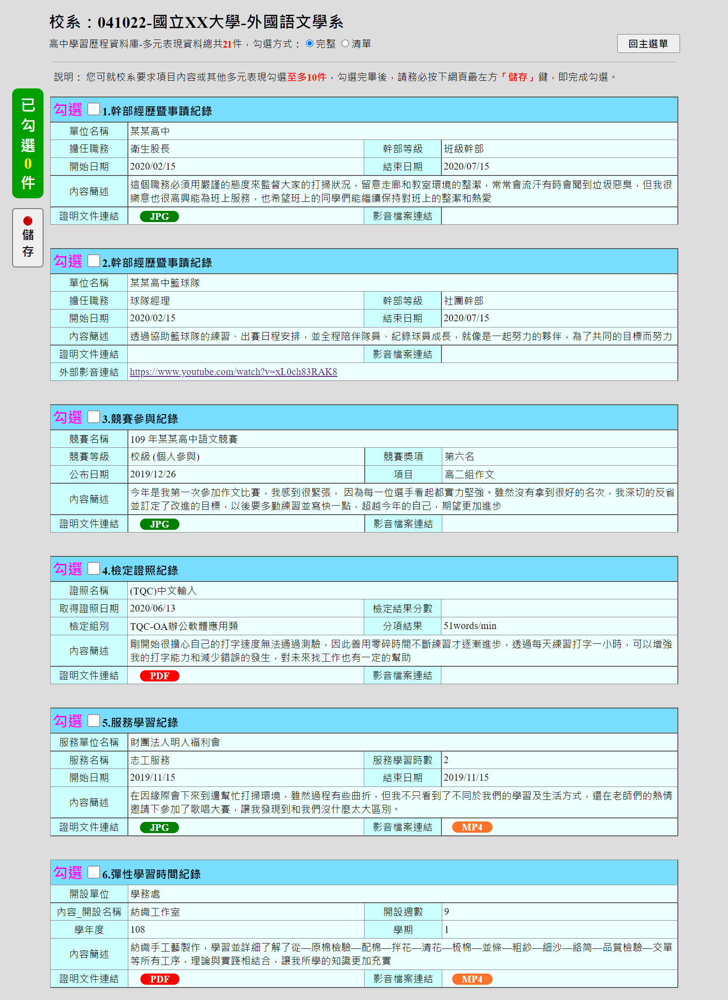 校系：041022-國立XX大學-外國語文學系
高中學習歷程資料庫-多元表現資料總共21件，勾選方式： 完整 清單
回主選單
說明： 您可就校系要求項目內容或其他多元表現勾選至多10件，勾選完畢後，請務必按下網頁最左方「儲存」鍵，即完成勾選。
已
勾
選
0
件
儲
存
勾選 1.幹部經歷暨事蹟紀錄
單位名稱 某某高中
擔任職務 衛生股長 幹部等級 班級幹部
開始日期 2020/02/15 結束日期 2020/07/15
內容簡述 這個職務必須用嚴謹的態度來監督大家的打掃狀況，留意走廊和教室環境的整潔，常常會流汗有時會聞到垃圾惡臭，但我很
樂意也很高興能為班上服務，也希望班上的同學們能繼續保持對班上的整潔和熱愛
證明文件連結 JPG 影音檔案連結
勾選 2.幹部經歷暨事蹟紀錄
單位名稱 某某高中籃球隊
擔任職務 球隊經理 幹部等級 社團幹部
開始日期 2020/02/15 結束日期 2020/07/15
內容簡述 透過協助籃球隊的練習、出賽日程安排，並全程陪伴隊員、紀錄球員成長，就像是一起努力的夥伴，為了共同的目標而努力
證明文件連結 影音檔案連結
外部影音連結 https://www.youtube.com/watch?v=xL0ch83RAK8
勾選 3.競賽參與紀錄
競賽名稱 109 年某某高中語文競賽
競賽等級 校級 (個人參與) 競賽獎項 第六名
公布日期 2019/12/26 項目 高二組作文
內容簡述 今年是我第一次參加作文比賽，我感到很緊張， 因為每一位選手看起都實力堅強。雖然沒有拿到很好的名次，我深切的反省
並訂定了改進的目標，以後要多勤練習並寫快一點，超越今年的自己，期望更加進步
證明文件連結 JPG 影音檔案連結
勾選 4.檢定證照紀錄
證照名稱 (TQC)中文輸入
取得證照日期 2020/06/13 檢定結果分數
檢定組別 TQC-OA辦公軟體應用類 分項結果 51words/min
內容簡述 剛開始很擔心自己的打字速度無法通過測驗，因此善用零碎時間不斷練習才逐漸進步，透過每天練習打字一小時，可以增強
我的打字能力和減少錯誤的發生，對未來找工作也有一定的幫助
證明文件連結 PDF 影音檔案連結
勾選 5.服務學習紀錄
服務單位名稱 財團法人明人福利會
服務名稱 志工服務 服務學習時數 2
開始日期 2019/11/15 結束日期 2019/11/15
內容簡述 在因緣際會下來到邊幫忙打掃環境，雖然過程有些曲折，但我不只看到了不同於我們的學習及生活方式，還在老師們的熱情
邀請下參加了歌唱大賽，讓我發現到和我們沒什麼太大區別。
證明文件連結 JPG 影音檔案連結 MP4
勾選 6.彈性學習時間紀錄
開設單位 學務處
內容_開設名稱 紡織工作室 開設週數 9
學年度 108 學期 1
內容簡述 紡織手工藝製作，學習並詳細了解了從—原棉檢驗—配棉—拌花—清花—梳棉—並條—粗紗—細沙—絡筒—品質檢驗—交單
等所有工序，理論與實踐相結合，讓我所學的知識更加充實
證明文件連結 PDF 影音檔案連結 MP4